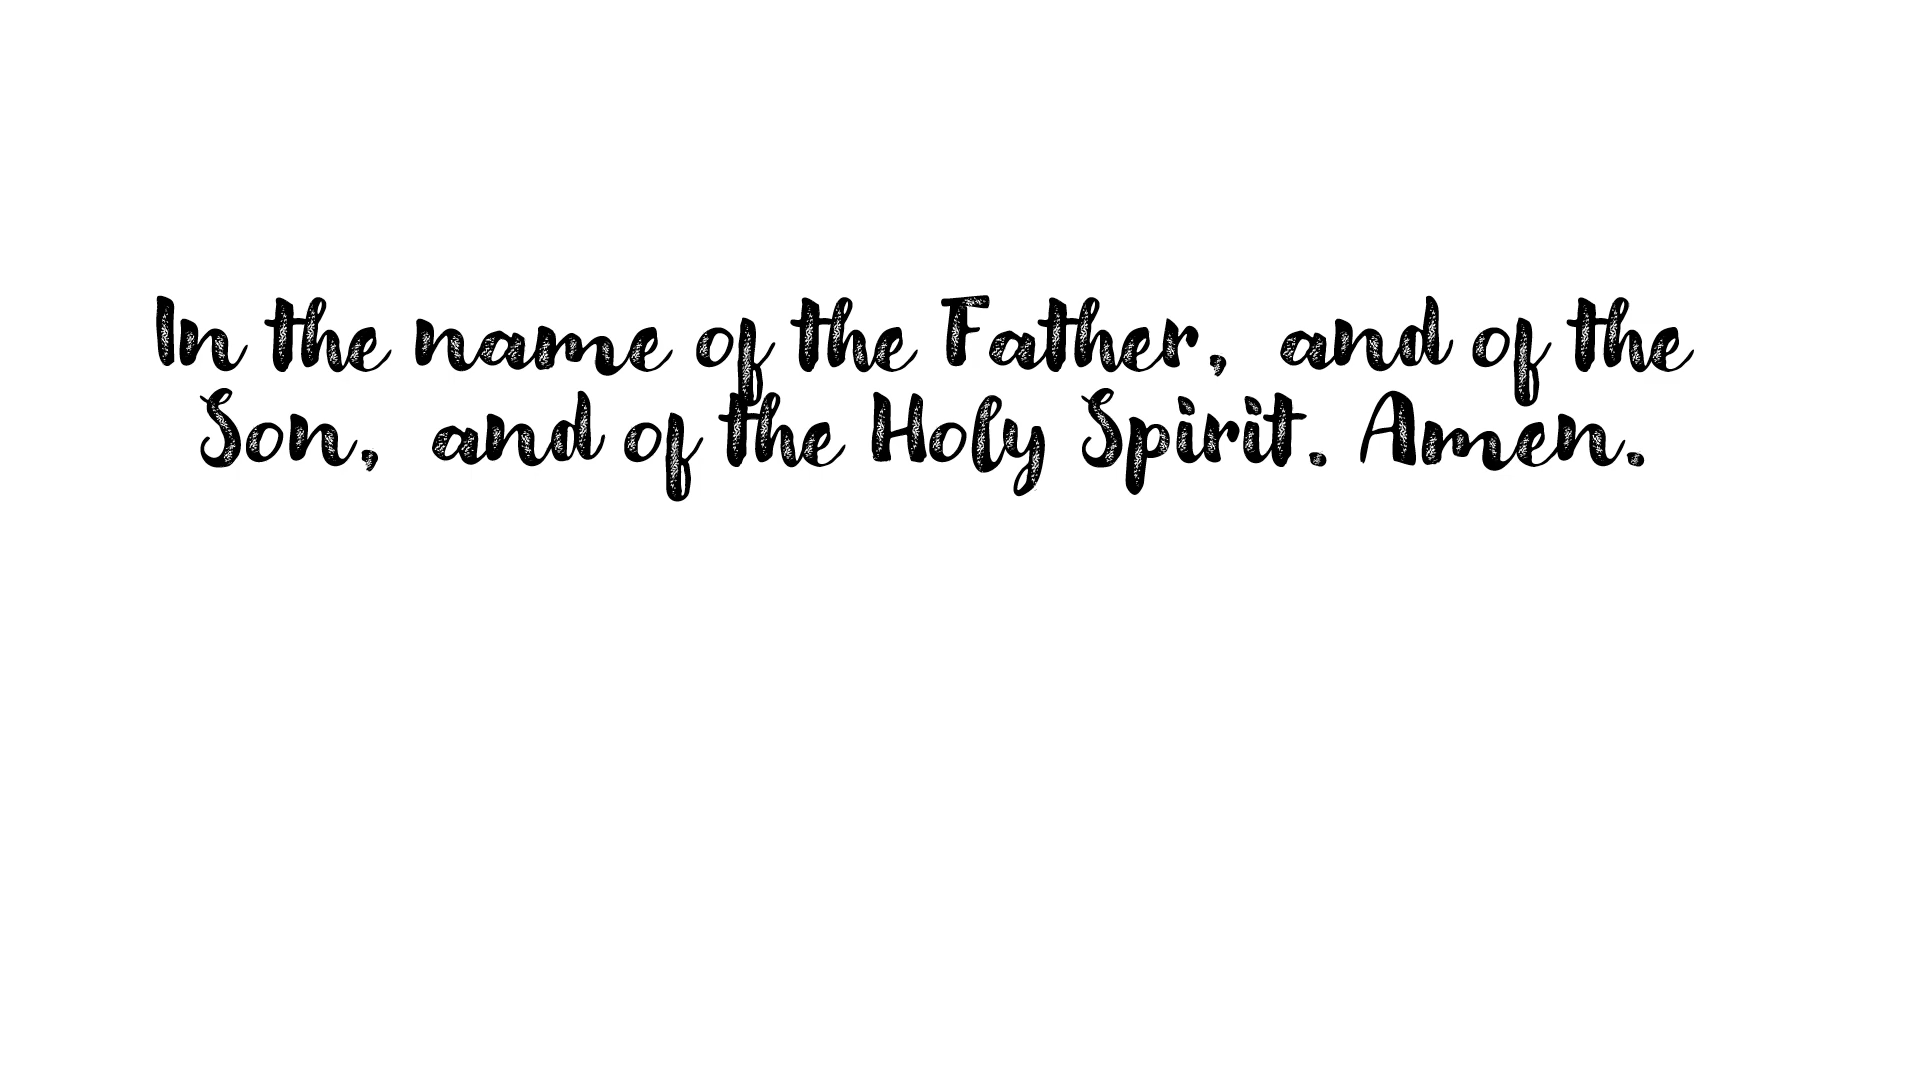 In the name of the Father, and of the
Son, and of the Holy Spirit. Amen.